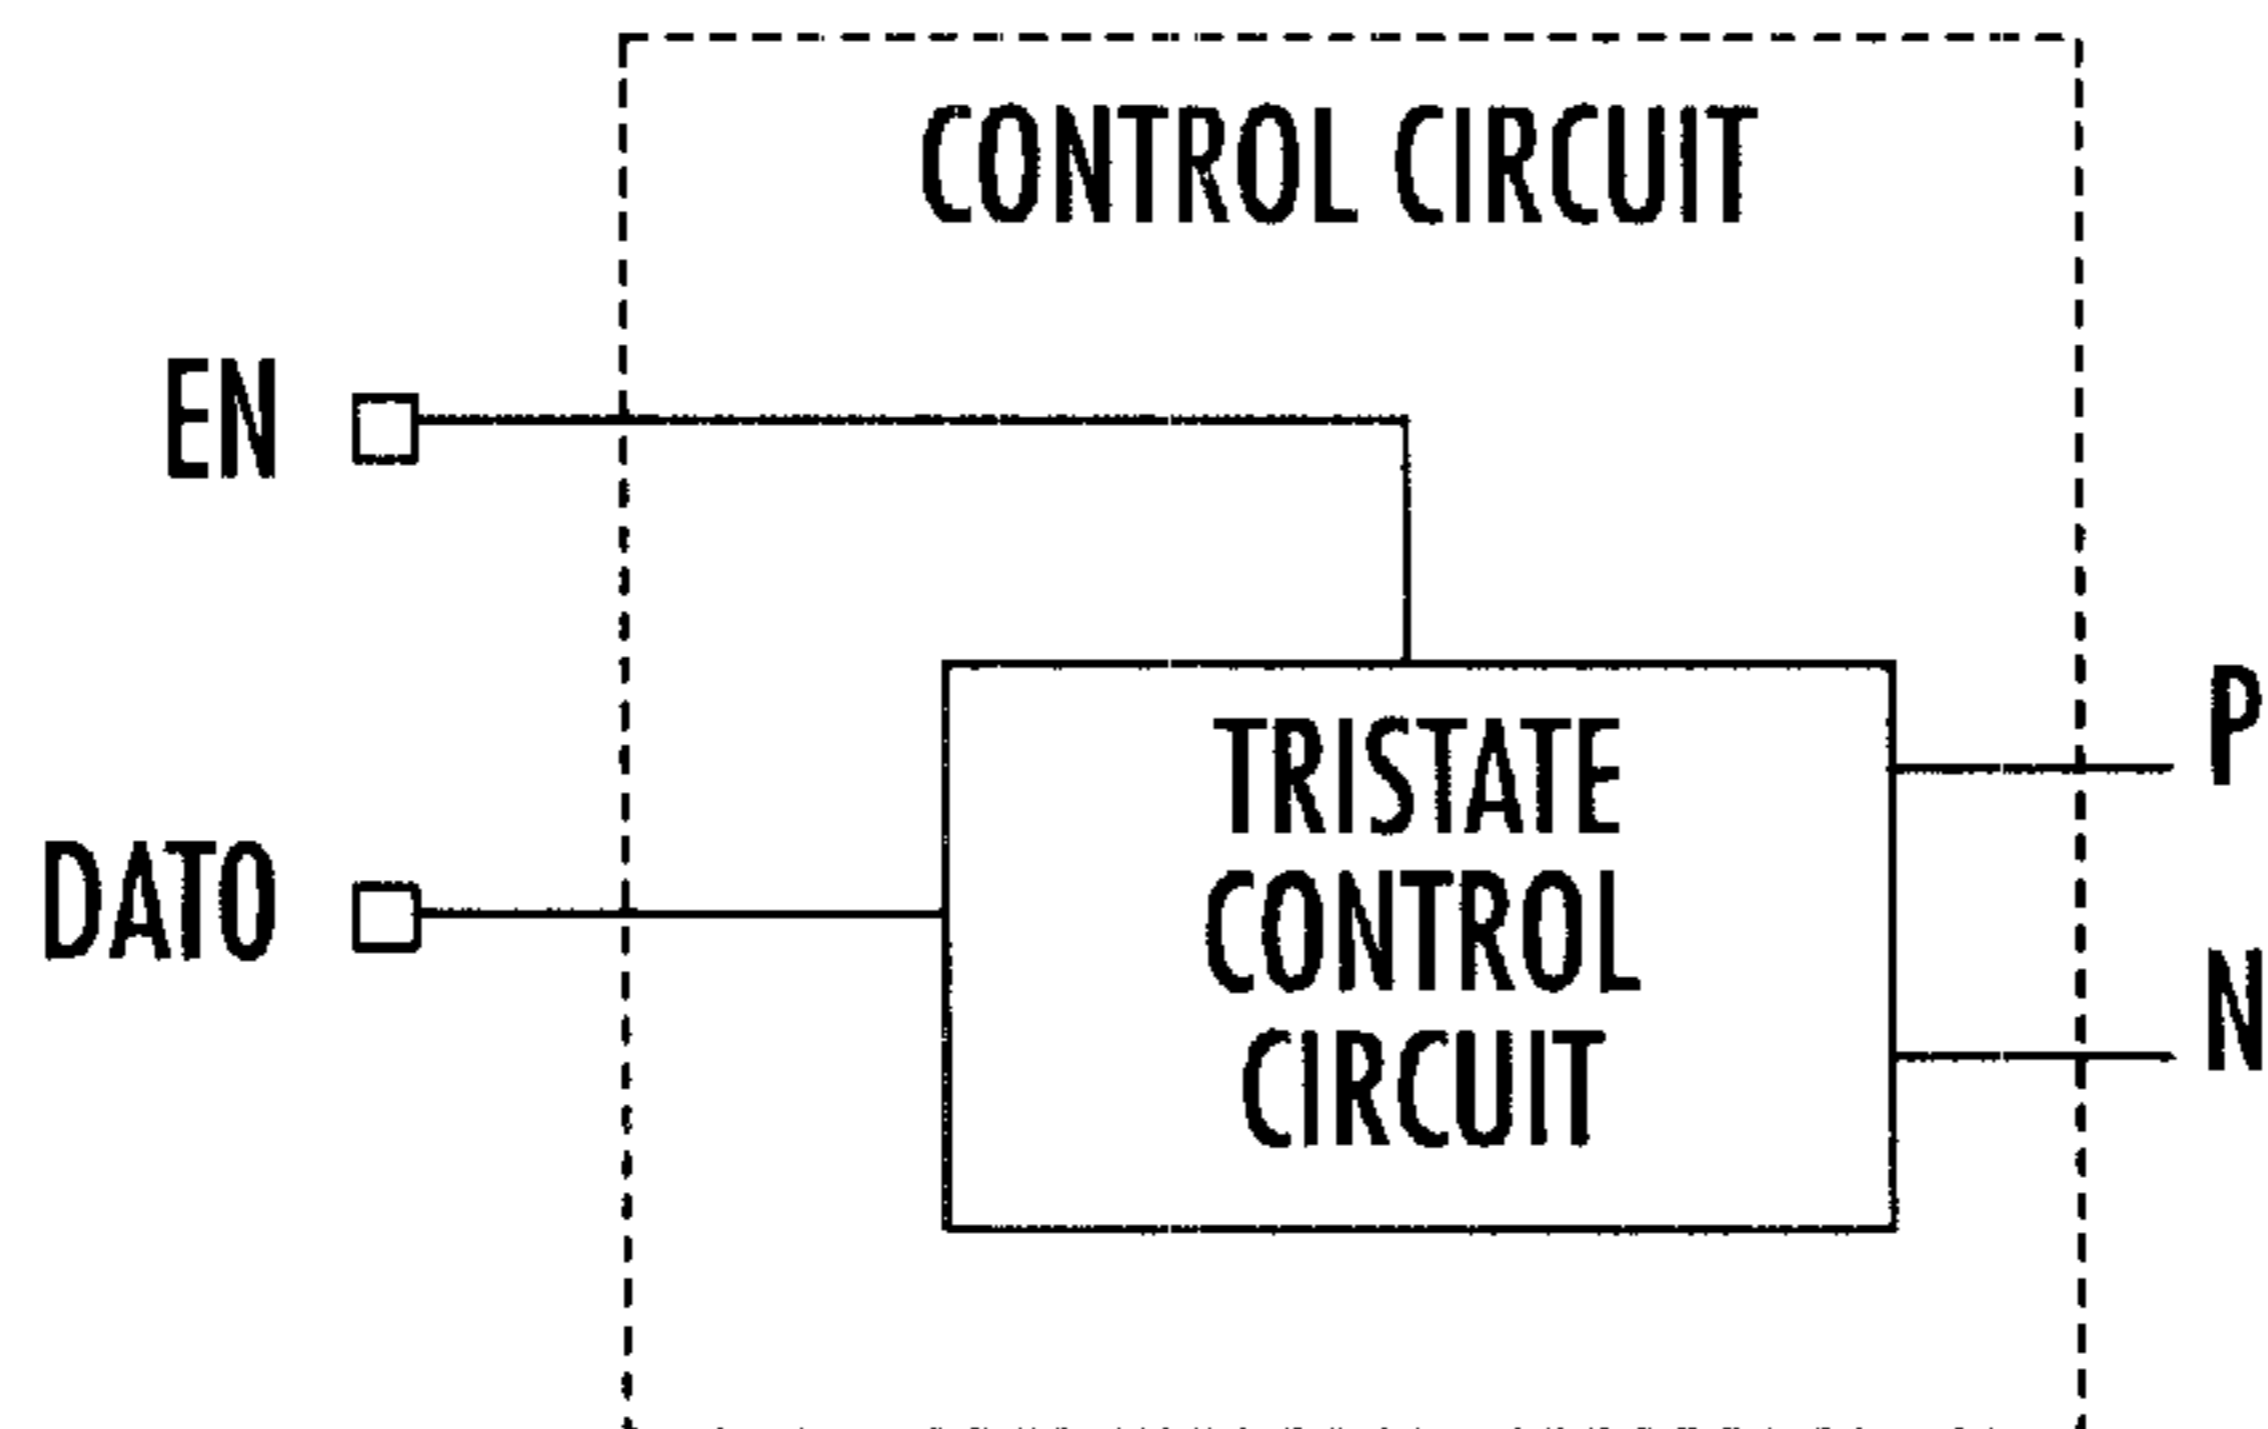 CONTROL CIRCUIT
EN
DATO
TRISTATE
CONTROL
CIRCUIT
P
N